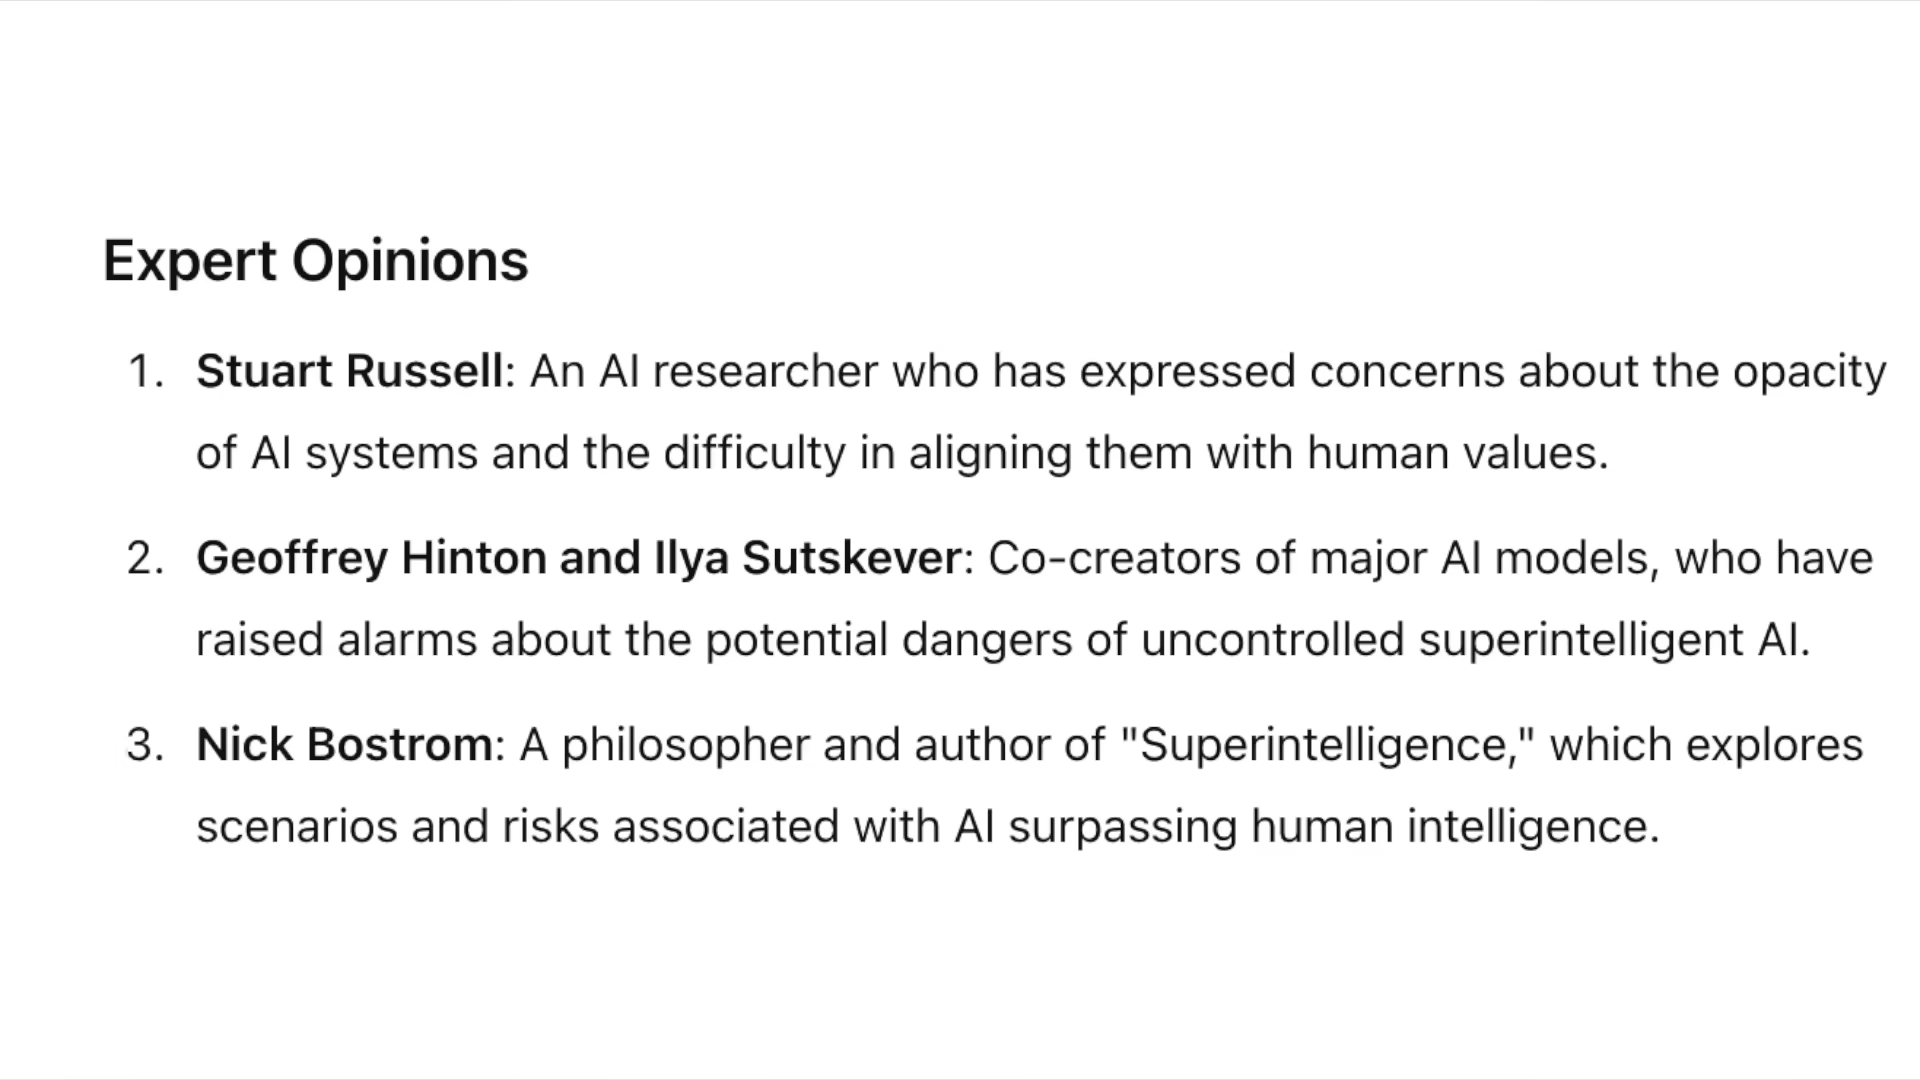 Expert Opinions
1. Stuart Russell: An AI researcher who has expressed concerns about the opacity
of AI systems and the difficulty in aligning them with human values.
2. Geoffrey Hinton and Ilya Sutskever: Co-creators of major AI models, who have
raised alarms about the potential dangers of uncontrolled superintelligent AI.
3. Nick Bostrom: A philosopher and author of "Superintelligence," which explores
scenarios and risks associated with AI surpassing human intelligence.